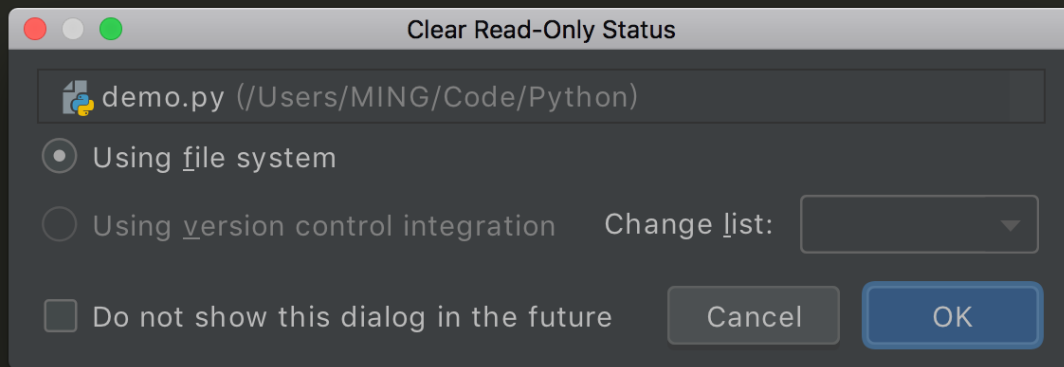 Clear Read-Only Status
demo.py (/Users/MING/Code/Python)
Using file system
Using version control integration Change list:
Do not show this dialog in the future Cancel OK